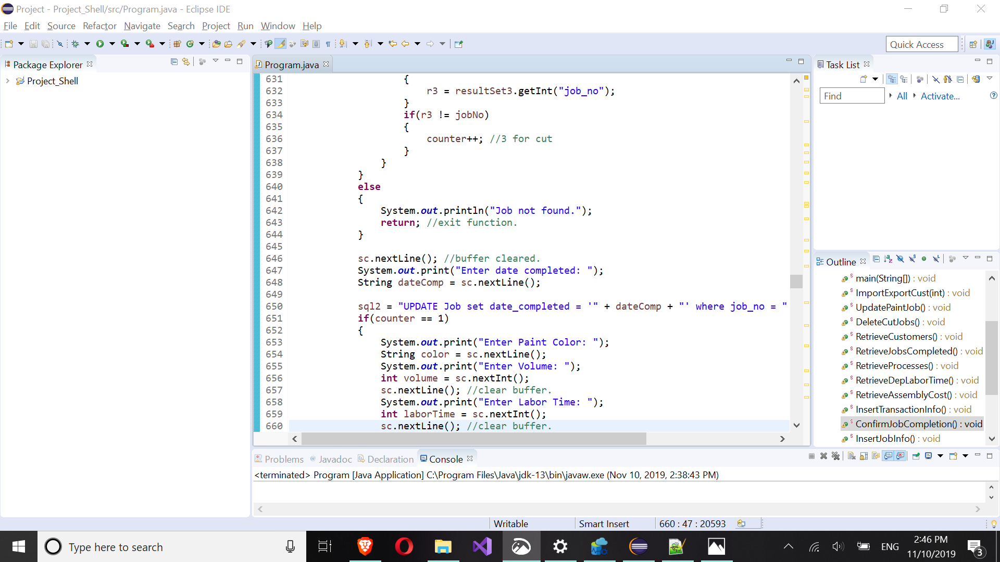 Project - Project_Shell/src/Program.java - Eclipse IDE
File Edit Source Refactor Navigate Search Project Run Window Help
Quick Access
Package Explorer
Project_Shell
Program.java
631 {
632 r3 = resultSet3.getInt("job_no");
633 }
634 if(r3 != jobNo)
635 {
636 counter++; //3 for cut
637 }
638 }
639 }
640 else
641 {
642 System.out.println("Job not found.");
643 return; //exit function.
644 }
645
646 sc.nextLine(); //buffer cleared.
647 System.out.print("Enter date completed: ");
648 String dateComp = sc.nextLine();
649
650 sql2 = "UPDATE Job set date_completed = '" + dateComp + "' where job_no = "
651 if(counter == 1)
652 {
653 System.out.print("Enter Paint Color: ");
654 String color = sc.nextLine();
655 System.out.print("Enter Volume: ");
656 int volume = sc.nextInt();
657 sc.nextLine(); //clear buffer.
658 System.out.print("Enter Labor Time: ");
659 int laborTime = sc.nextInt();
660 sc.nextLine(); //clear buffer.
Task List
Find All Activate...
Outline
main(String[]) : void
ImportExportCust(int) : void
UpdatePaintJob() : void
DeleteCutJobs() : void
RetrieveCustomers() : void
RetrieveJobsCompleted() : void
RetrieveProcesses() : void
RetrieveDepLaborTime() : void
RetrieveAssemblyCost() : void
InsertTransactionInfo() : void
ConfirmJobCompletion() : void
InsertJobInfo() : void
Problems @ Javadoc Declaration Console
<terminated> Program [Java Application] C:\Program Files\Java\jdk-13\bin\javaw.exe (Nov 10, 2019, 2:38:43 PM)
Writable Smart Insert 660 : 47 : 20593
Type here to search
ENG
2:46 PM
11/10/2019
3